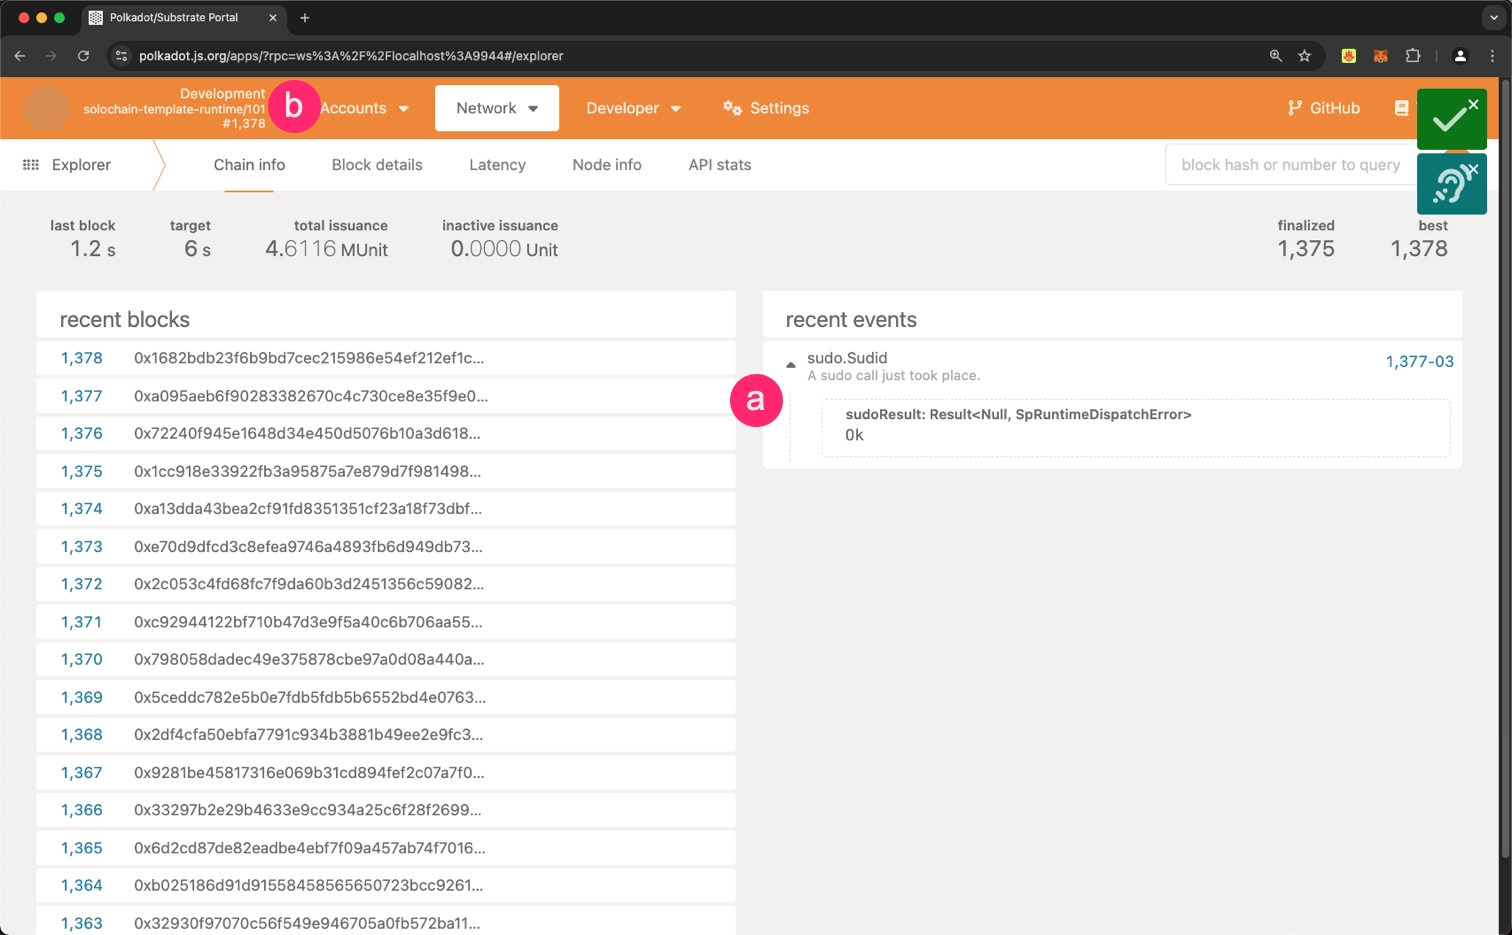 Polkadot/Substrate Portal
polkadot.js.org/apps/?rpc=ws%3A%2F%2Flocalhost%3A9944#/explorer
Development
solochain-template-runtime/101
#1,378
b
Accounts
Network
Developer
Settings
GitHub
Explorer
Chain info
Block details
Latency
Node info
API stats
block hash or number to query
last block
1.2 s
target
6 s
total issuance
4.6116 MUnit
inactive issuance
0.0000 Unit
finalized
1,375
best
1,378
recent blocks
1,378 0x1682bdb23f6b9bd7cec215986e54ef212ef1c...
1,377 0xa095aeb6f90283382670c4c730ce8e35f9e0...
1,376 0x72240f945e1648d34e450d5076b10a3d618...
1,375 0x1cc918e33922fb3a95875a7e879d7f981498...
1,374 0xa13dda43bea2cf91fd8351351cf23a18f73dbf...
1,373 0xe70d9dfcd3c8efea9746a4893fb6d949db73...
1,372 0x2c053c4fd68fc7f9da60b3d2451356c59082...
1,371 0xc92944122bf710b47d3e9f5a40c6b706aa55...
1,370 0x798058dadec49e375878cbe97a0d08a440a...
1,369 0x5ceddc782e5b0e7fdb5fdb5b6552bd4e0763...
1,368 0x2df4cfa50ebfa7791c934b3881b49ee2e9fc3...
1,367 0x9281be45817316e069b31cd894fef2c07a7f0...
1,366 0x33297b2e29b4633e9cc934a25c6f28f2699...
1,365 0x6d2cd87de82eadbe4ebf7f09a457ab74f7016...
1,364 0xb025186d91d91558458565650723bcc9261...
1,363 0x32930f97070c56f549e946705a0fb572ba11...
recent events
sudo.Sudid
A sudo call just took place.
1,377-03
a
sudoResult: Result<Null, SpRuntimeDispatchError>
Ok